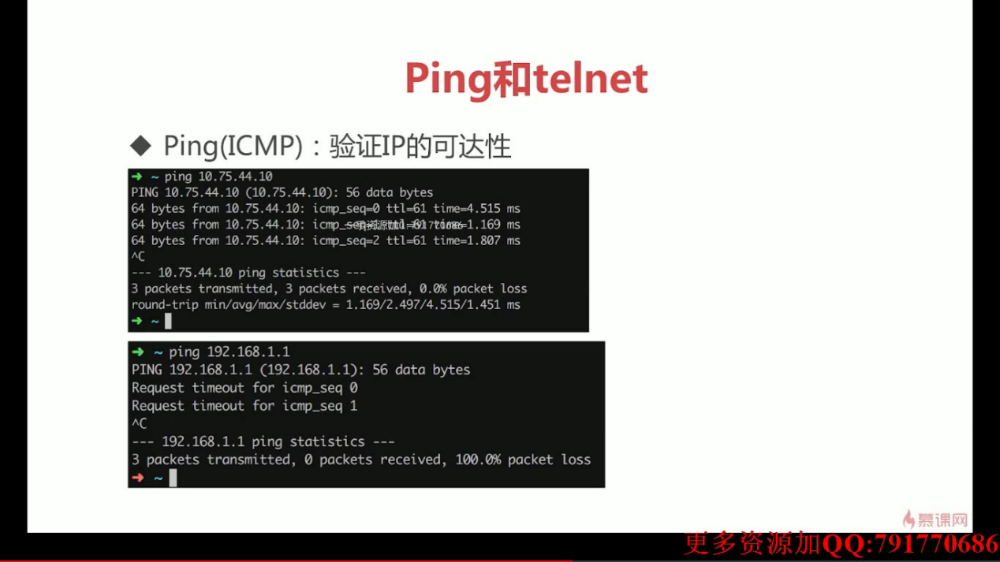 Ping和telnet
◆ Ping(ICMP)：验证IP的可达性
➜ ~ ping 10.75.44.10
PING 10.75.44.10 (10.75.44.10): 56 data bytes
64 bytes from 10.75.44.10: icmp_seq=0 ttl=61 time=4.515 ms
64 bytes from 10.75.44.10: icmp_seq=1 ttl=61 time=1.169 ms
64 bytes from 10.75.44.10: icmp_seq=2 ttl=61 time=1.807 ms
^C
--- 10.75.44.10 ping statistics ---
3 packets transmitted, 3 packets received, 0.0% packet loss
round-trip min/avg/max/stddev = 1.169/2.497/4.515/1.451 ms
➜ ~
➜ ~ ping 192.168.1.1
PING 192.168.1.1 (192.168.1.1): 56 data bytes
Request timeout for icmp_seq 0
Request timeout for icmp_seq 1
^C
--- 192.168.1.1 ping statistics ---
3 packets transmitted, 0 packets received, 100.0% packet loss
➜ ~
慕课网
更多资源加QQ:791770686